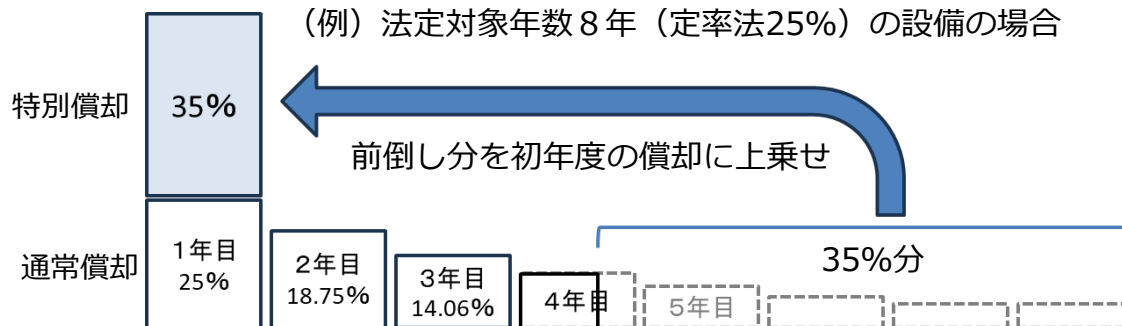 （例）法定対象年数８年（定率法25%）の設備の場合
特別償却
35%
前倒し分を初年度の償却に上乗せ
通常償却
1年目
25%
2年目
18.75%
3年目
14.06%
4年目
5年目
35%分